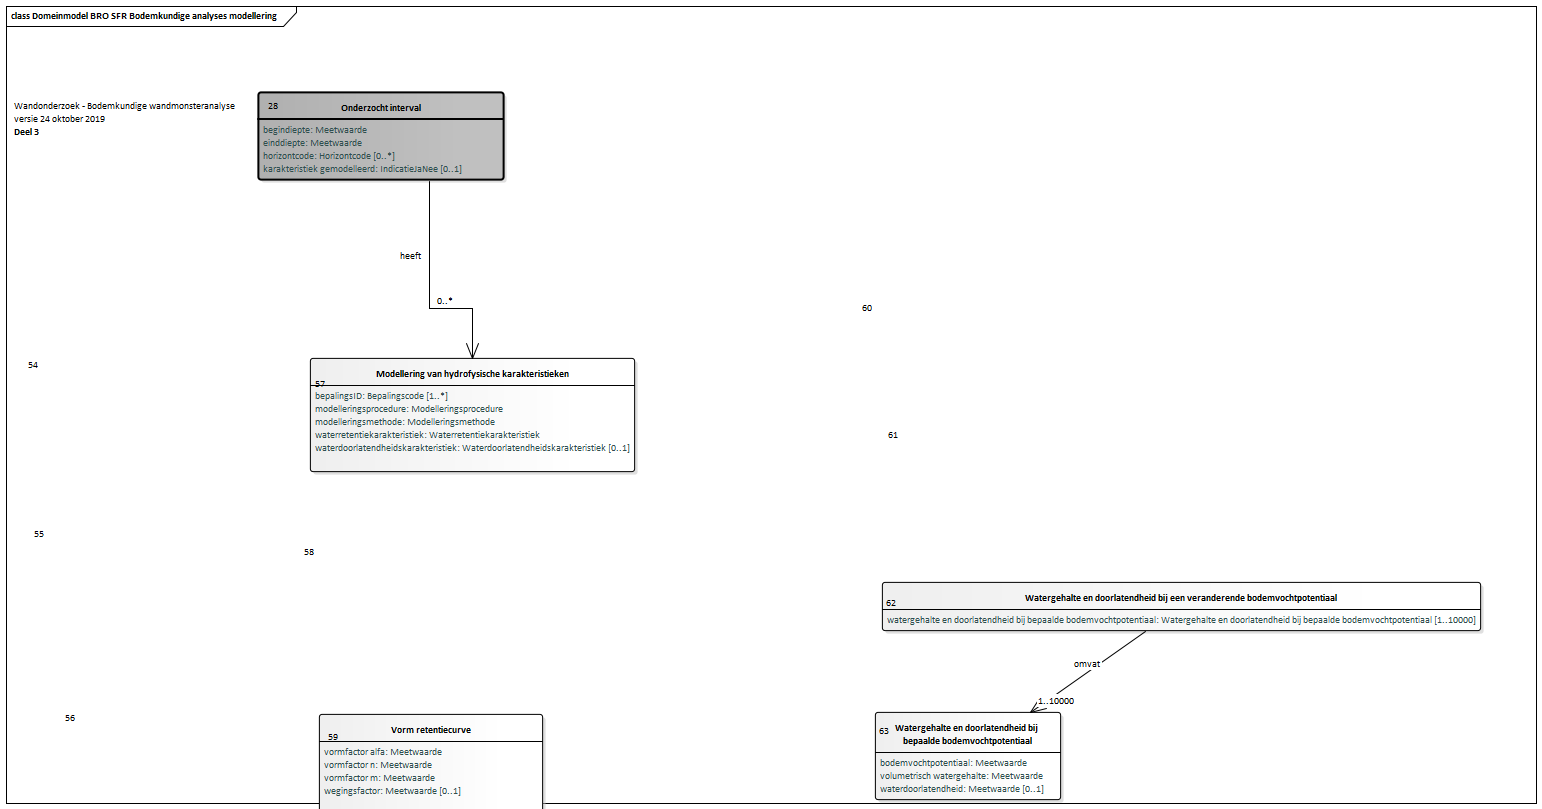 class Domeinmodel BRO SFR Bodemkundige analyses modellering
Wandonderzoek - Bodemkundige wandmonsteranalyse
versie 24 oktober 2019
Deel 3
28
Onderzocht interval
begindiepte: Meetwaarde
einddiepte: Meetwaarde
horizontcode: Horizontcode [0..*]
karakteristiek gemodelleerd: IndicatieJaNee [0..1]
heeft
0..*
60
54
Modellering van hydrofysische karakteristieken
57
bepalingsID: Bepalingscode [1..*]
modelleringsprocedure: Modelleringsprocedure
modelleringsmethode: Modelleringsmethode
waterretentiekarakteristiek: Waterretentiekarakteristiek
waterdoorlatendheidskarakteristiek: Waterdoorlatendheidskarakteristiek [0..1]
61
55
58
Watergehalte en doorlatendheid bij een veranderende bodemvochtpotentiaal
62
watergehalte en doorlatendheid bij bepaalde bodemvochtpotentiaal: Watergehalte en doorlatendheid bij bepaalde bodemvochtpotentiaal [1..10000]
omvat
1..10000
56
Vorm retentiecurve
59
vormfactor alfa: Meetwaarde
vormfactor n: Meetwaarde
vormfactor m: Meetwaarde
wegingsfactor: Meetwaarde [0..1]
63
Watergehalte en doorlatendheid bij
bepaalde bodemvochtpotentiaal
bodemvochtpotentiaal: Meetwaarde
volumetrisch watergehalte: Meetwaarde
waterdoorlatendheid: Meetwaarde [0..1]